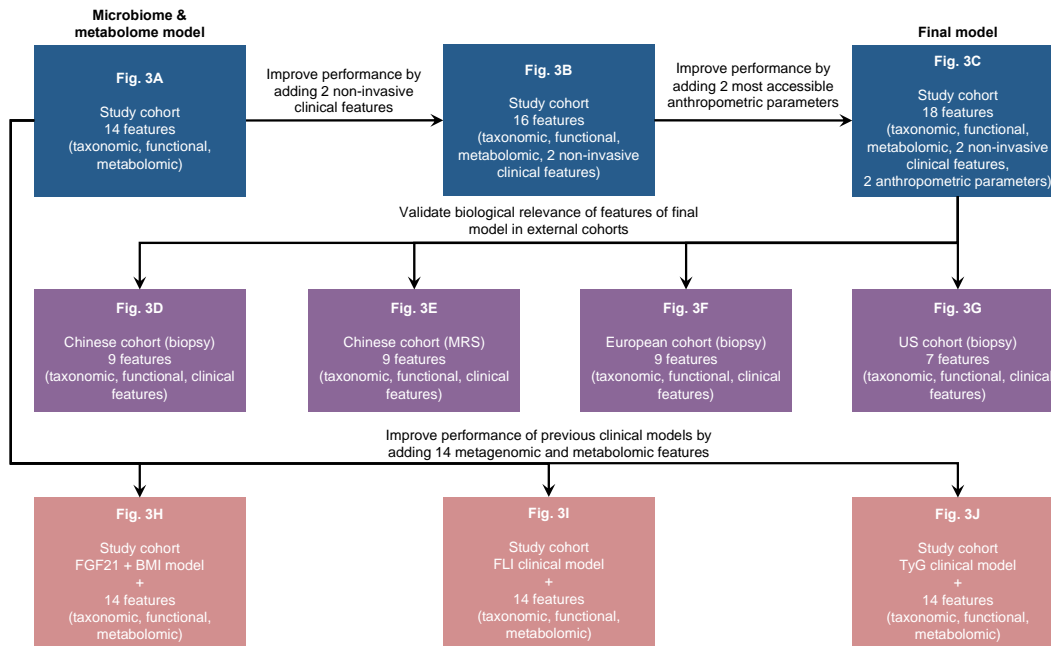 Microbiome &
metabolome model
Final model
Fig. 3A
Study cohort
14 features
(taxonomic, functional,
metabolomic)
Improve performance by
adding 2 non-invasive
clinical features
Fig. 3B
Study cohort
16 features
(taxonomic, functional,
metabolomic, 2 non-invasive
clinical features)
Improve performance by
adding 2 most accessible
anthropometric parameters
Fig. 3C
Study cohort
18 features
(taxonomic, functional,
metabolomic, 2 non-invasive
clinical features,
2 anthropometric parameters)
Validate biological relevance of features of final
model in external cohorts
Fig. 3D
Chinese cohort (biopsy)
9 features
(taxonomic, functional, clinical
features)
Fig. 3E
Chinese cohort (MRS)
9 features
(taxonomic, functional, clinical
features)
Fig. 3F
European cohort (biopsy)
9 features
(taxonomic, functional, clinical
features)
Fig. 3G
US cohort (biopsy)
7 features
(taxonomic, functional, clinical
features)
Improve performance of previous clinical models by
adding 14 metagenomic and metabolomic features
Fig. 3H
Study cohort
FGF21 + BMI model
+
14 features
(taxonomic, functional,
metabolomic)
Fig. 3I
Study cohort
FLI clinical model
+
14 features
(taxonomic, functional,
metabolomic)
Fig. 3J
Study cohort
TyG clinical model
+
14 features
(taxonomic, functional,
metabolomic)